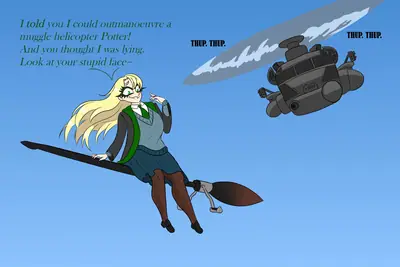 I told you I could outmanoeuvre a
muggle helicopter Potter!
And you thought I was lying.
Look at your stupid face–
THUP. THUP.
THUP. THUP.